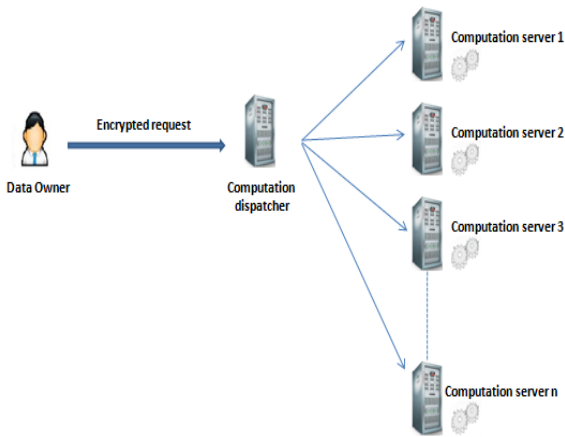 Computation server 1
Encrypted request
Computation server 2
Data Owner
Computation
dispatcher
Computation server 3
Computation server n